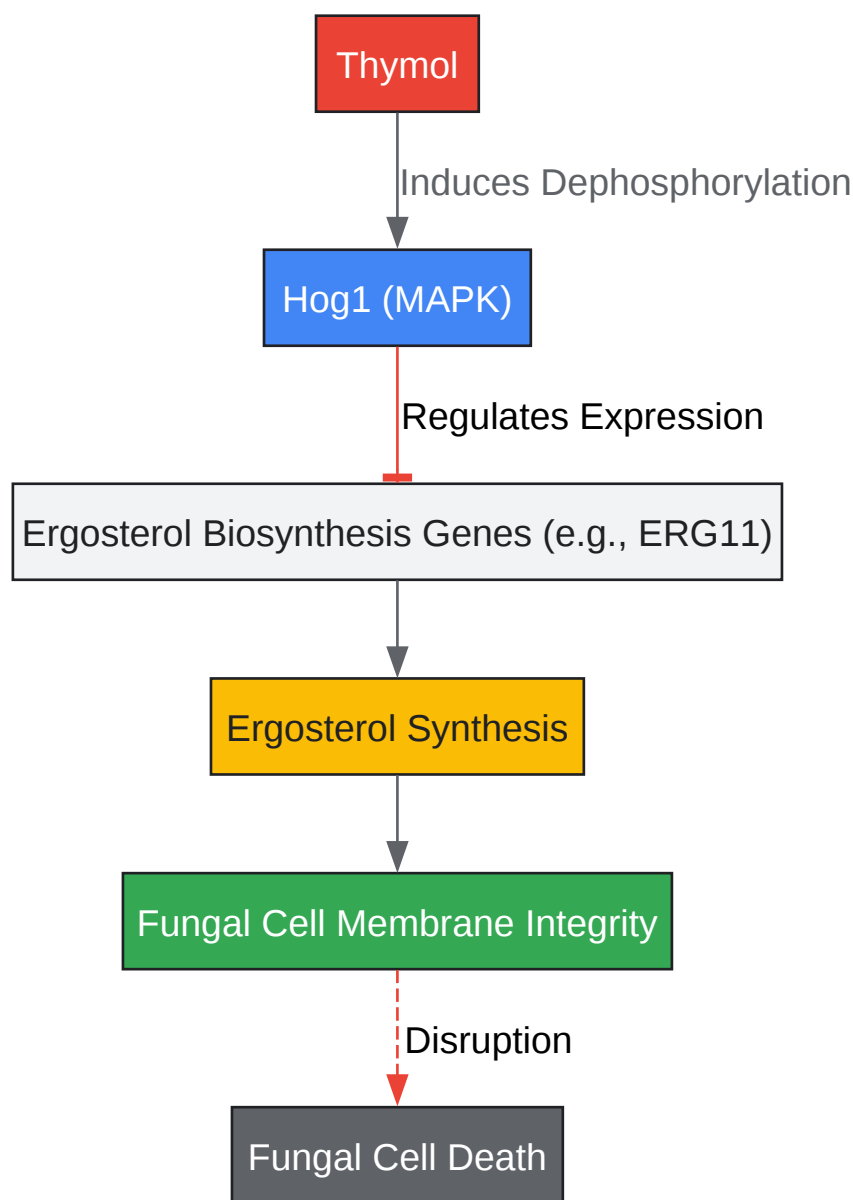 Thymol
Induces Dephosphorylation
Hog1 (MAPK)
Regulates Expression
Ergosterol Biosynthesis Genes (e.g., ERG11)
Ergosterol Synthesis
Fungal Cell Membrane Integrity
Disruption
Fungal Cell Death